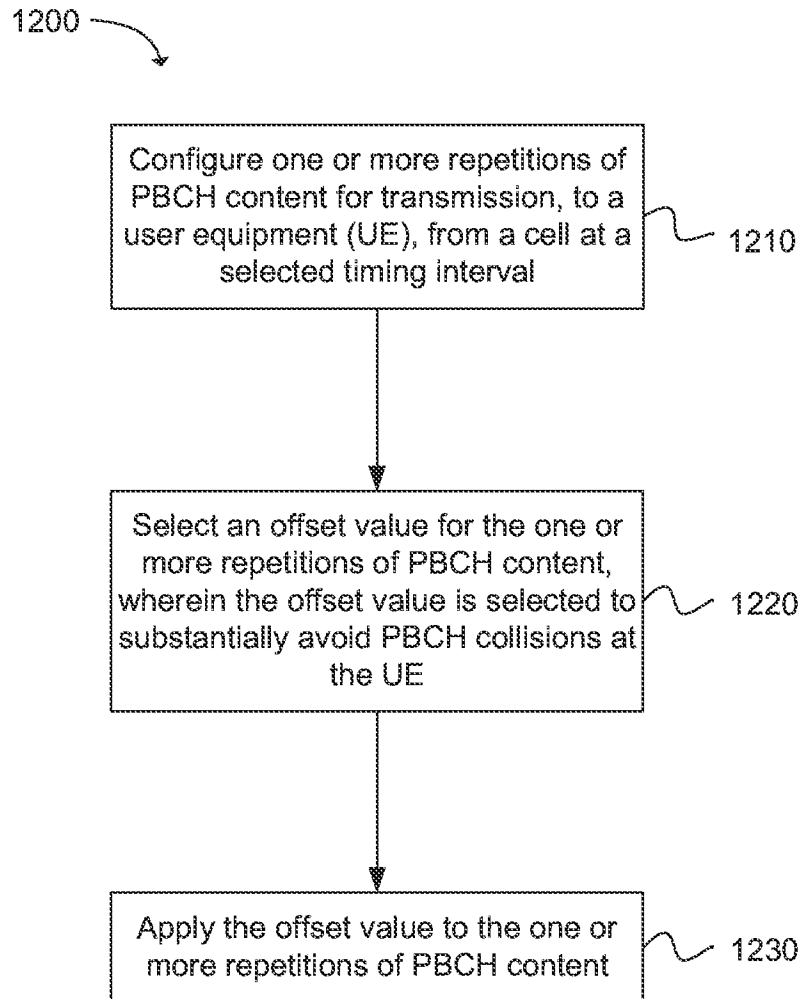 1200
Configure one or more repetitions of
PBCH content for transmission, to a
user equipment (UE), from a cell at a
selected timing interval
1210
Select an offset value for the one or
more repetitions of PBCH content,
wherein the offset value is selected to
substantially avoid PBCH collisions at
the UE
1220
Apply the offset value to the one or
more repetitions of PBCH content
1230